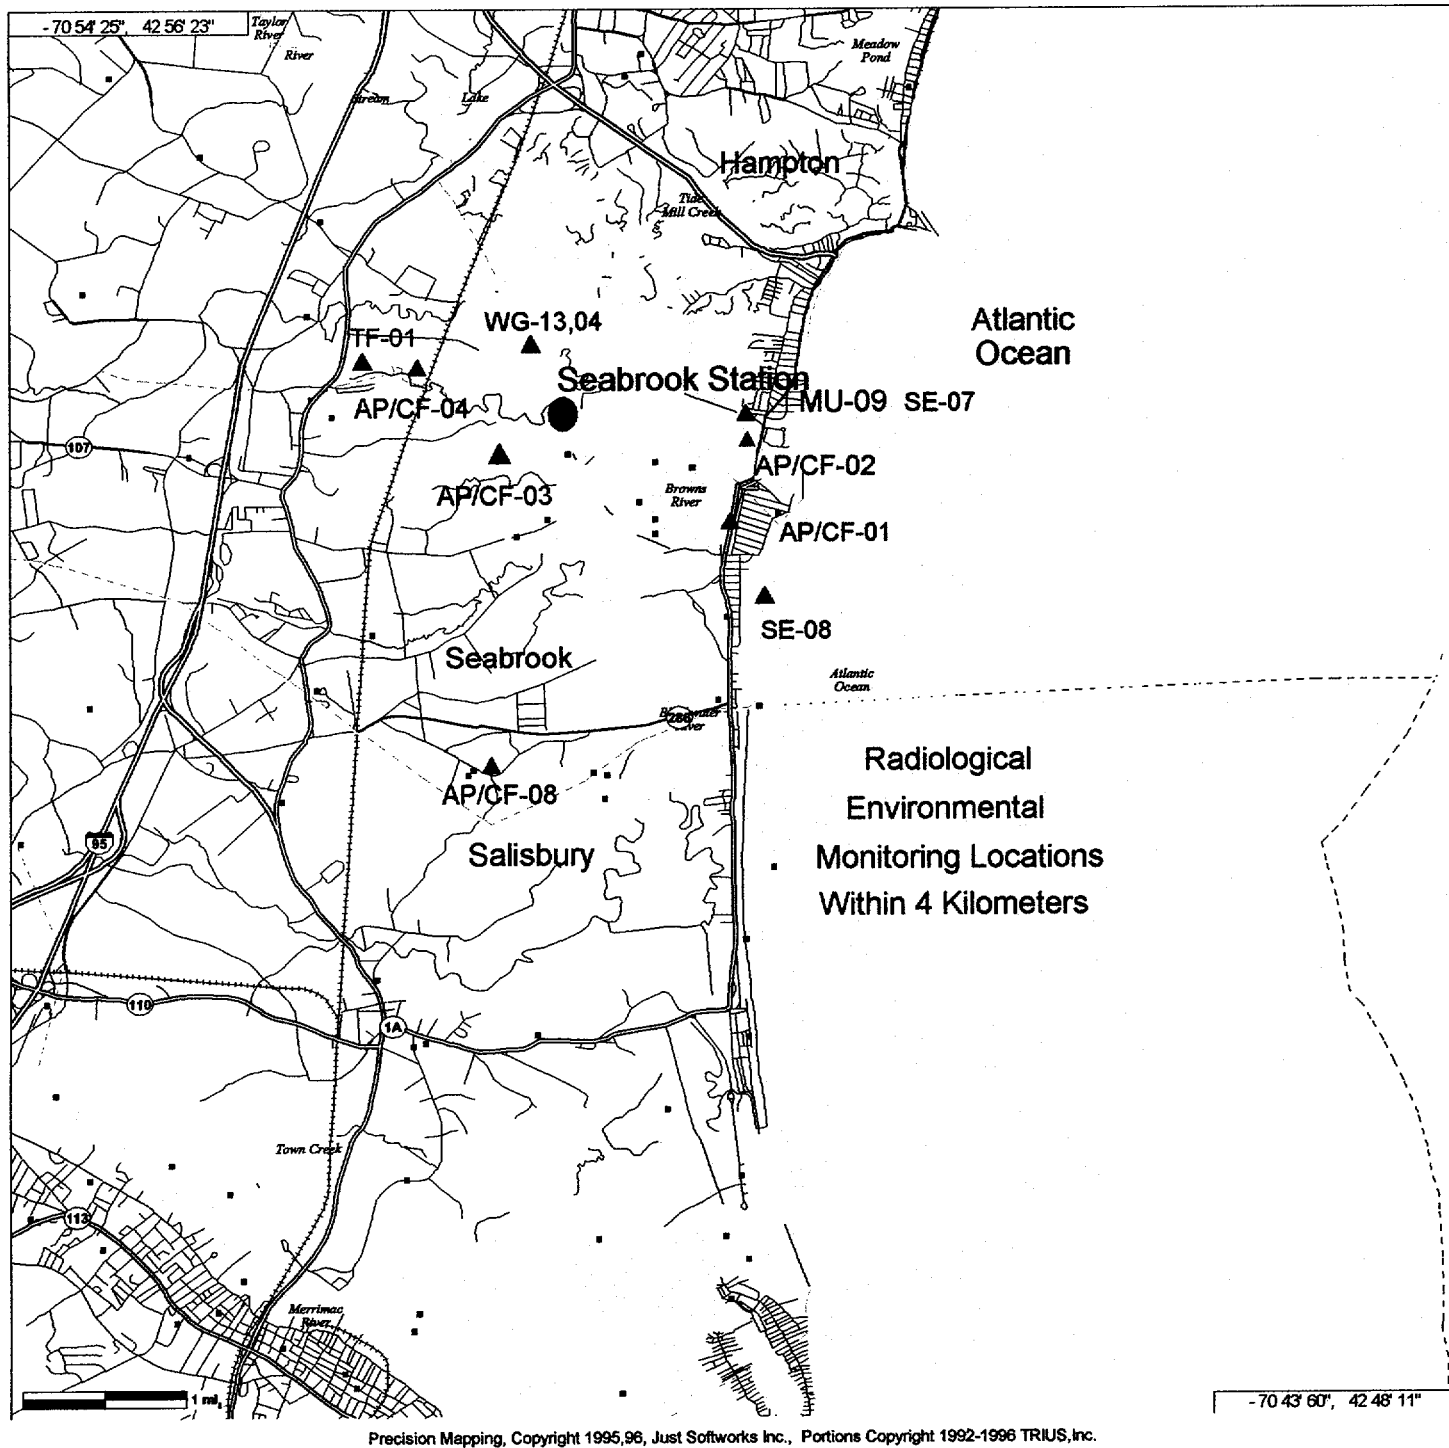 - 70 54' 25", 42 56' 23"
Taylor
River
River
Meadow
Pond
Stream
Lake
Hampton
Tide
Mill Creek
Atlantic
Ocean
WG-13,04
TF-01
Seabrook Station
AP/CF-04
MU-09 SE-07
107
AP/CF-02
AP/CF-03
Browns
River
AP/CF-01
SE-08
Seabrook
Atlantic
Ocean
286
Radiological
Environmental
Monitoring Locations
Within 4 Kilometers
AP/CF-08
95
Salisbury
110
1A
Town Creek
113
Merrimac
River
1 mi.
- 70 43' 60", 42 48' 11"
Precision Mapping, Copyright 1995,96, Just Softworks Inc., Portions Copyright 1992-1996 TRIUS,Inc.